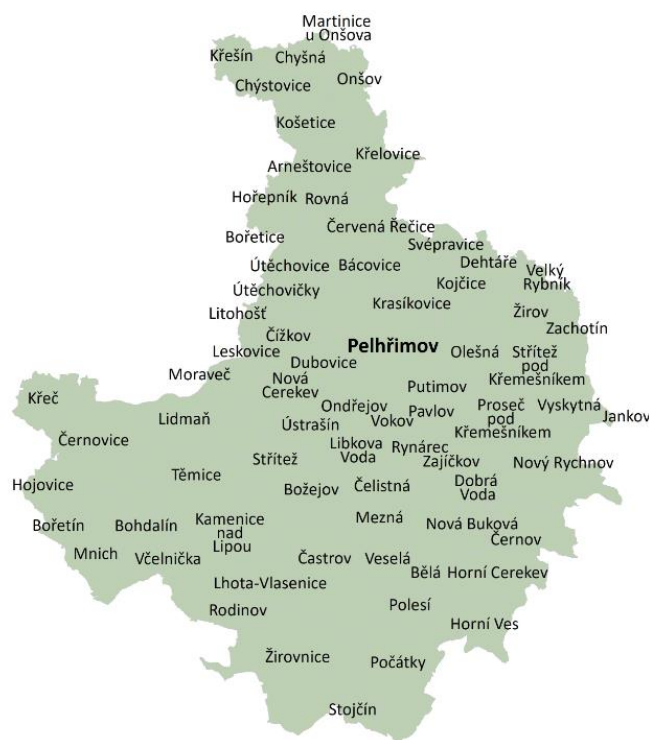 Martinice
u Onšova
Křešín
Chyšná
Onšov
Chýstovice
Košetice
Křelovice
Arneštovice
Hořepník
Rovná
Červená Řečice
Bořetice
Svépravice
Útěchovice
Bácovice
Dehtáře
Velký
Rybník
Kojčice
Útěchovičky
Krasíkovice
Litohošť
Žirov
Zachotín
Čížkov
Pelhřimov
Leskovice
Olešná
Střítež
pod
Křemešníkem
Dubovice
Moraveč
Nová
Cerekev
Putimov
Křeč
Lidmaň
Ondřejov
Pavlov
Proseč
pod
Křemešníkem
Vyskytná
Jankov
Ústrašín
Vokov
Černovice
Libkova
Voda
Rynárec
Střítež
Zajíčkov
Nový Rychnov
Těmice
Hojovice
Božejov
Čelistná
Dobrá
Voda
Bořetín
Bohdalín
Kamenice
nad
Lipou
Mezná
Nová Buková
Černov
Mnich
Včelnička
Častrov
Veselá
Bělá
Horní Cerekev
Lhota-Vlasenice
Rodinov
Polesí
Horní Ves
Žirovnice
Počátky
Stojčín